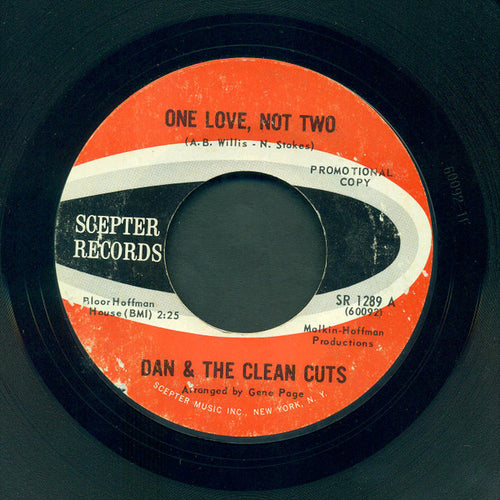 ONE LOVE, NOT TWO
(A.B. Willis - N. Stokes)
PROMOTIONAL
COPY
SCEPTER
RECORDS
Bloor Hoffman
House (BMI) 2:25
SR 1289 A
(60092)
Malkin-Hoffman
Productions
DAN & THE CLEAN CUTS
Arranged by Gene Page
SCEPTER MUSIC INC., NEW YORK, N. Y.